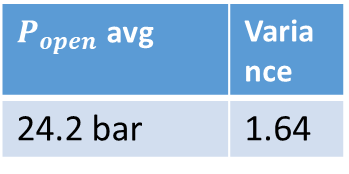 P_open avg
Varia
nce
24.2 bar
1.64